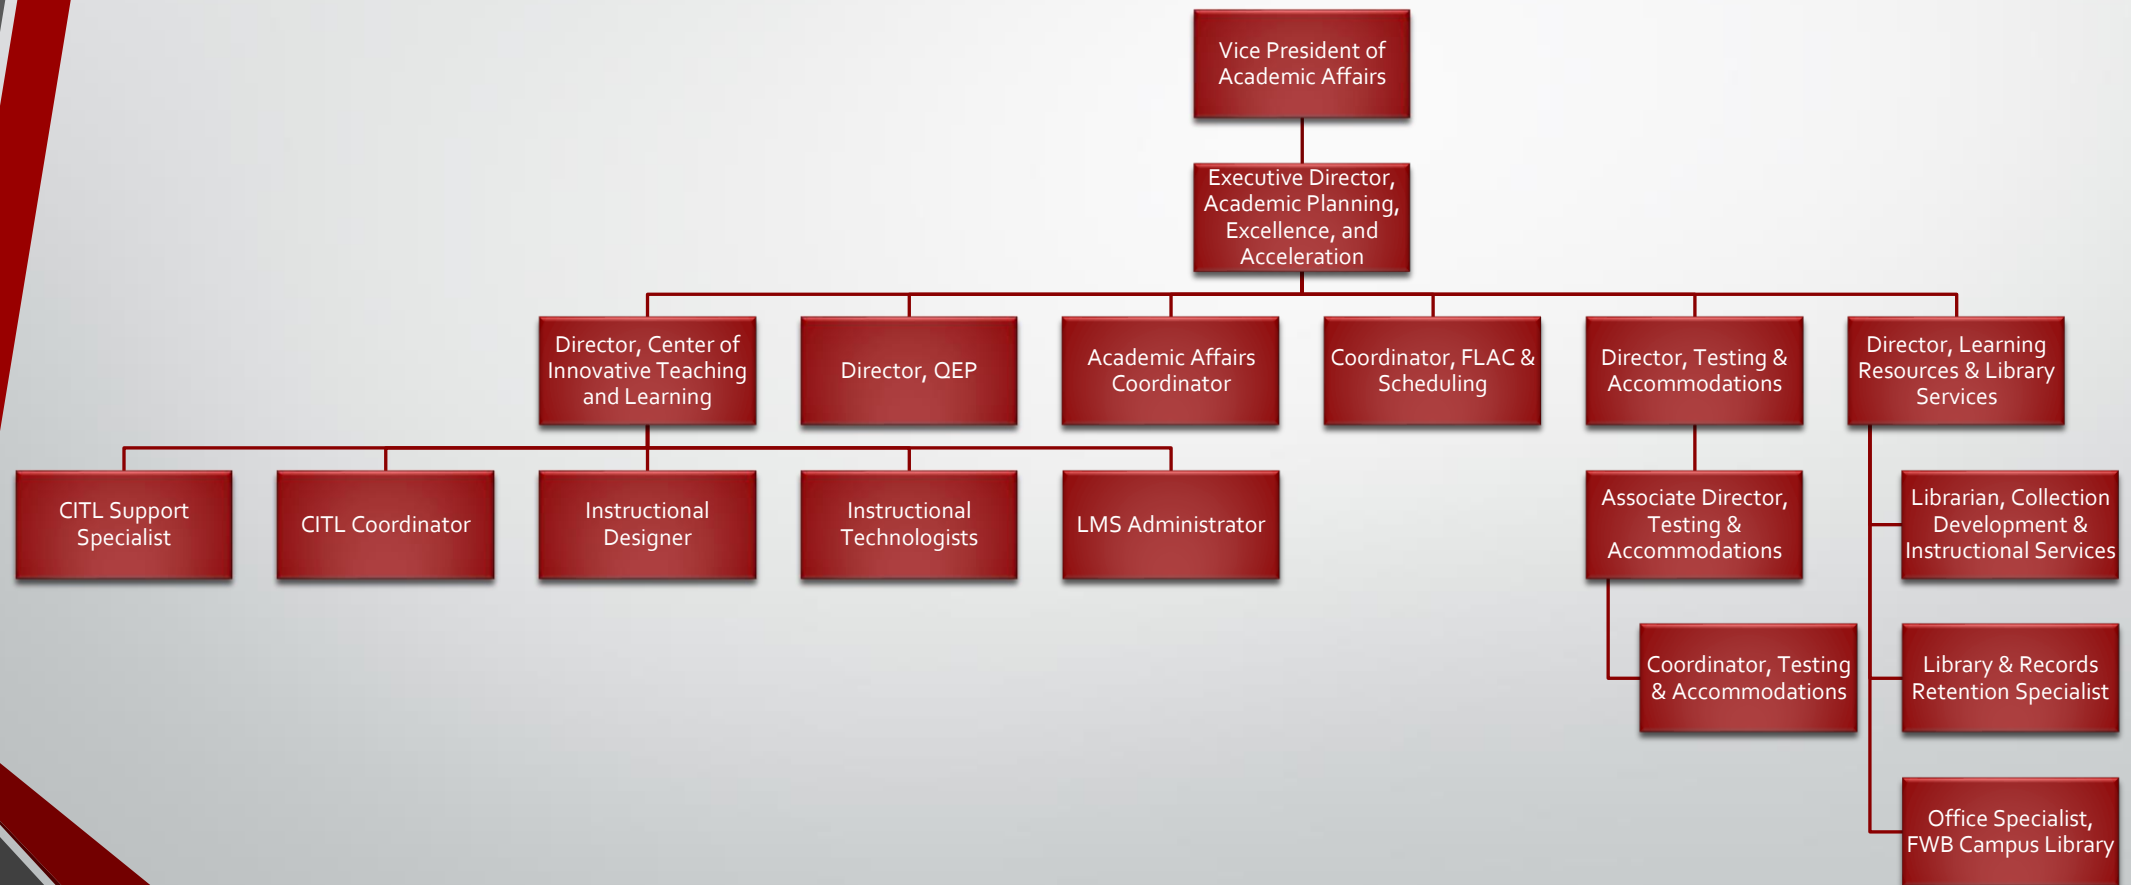 Vice President of
Academic Affairs
Executive Director,
Academic Planning,
Excellence, and
Acceleration
Director, Center of
Innovative Teaching
and Learning
Director, QEP
Academic Affairs
Coordinator
Coordinator, FLAC &
Scheduling
Director, Testing &
Accommodations
Director, Learning
Resources & Library
Services
CITL Support
Specialist
CITL Coordinator
Instructional
Designer
Instructional
Technologists
LMS Administrator
Associate Director,
Testing &
Accommodations
Librarian, Collection
Development &
Instructional Services
Coordinator, Testing
& Accommodations
Library & Records
Retention Specialist
Office Specialist,
FWB Campus Library